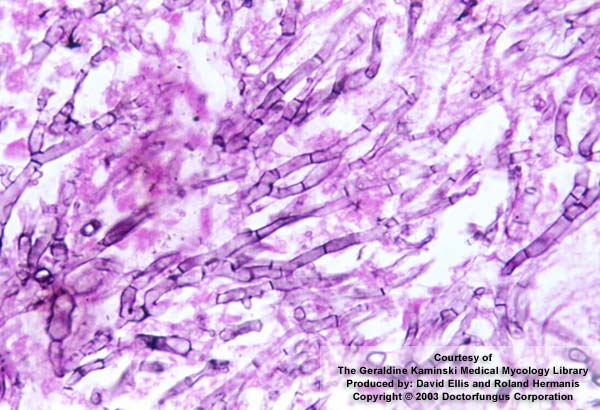 Courtesy of
The Geraldine Kaminski Medical Mycology Library
Produced by: David Ellis and Roland Hermanis
Copyright © 2003 Doctorfungus Corporation